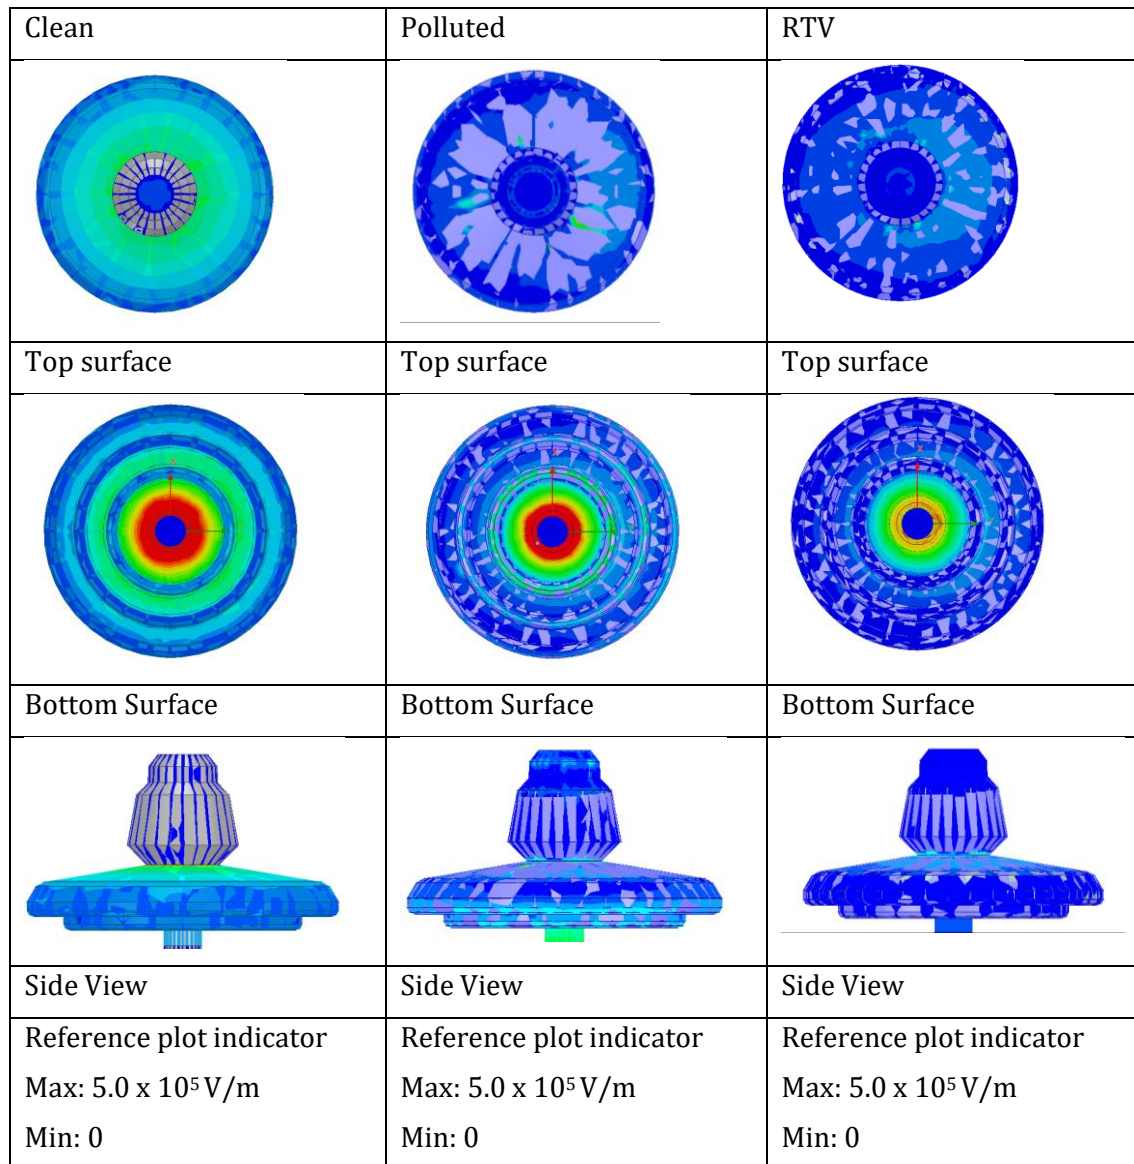 Clean Polluted RTV
Top surface Top surface Top surface
Bottom Surface Bottom Surface Bottom Surface
Side View Side View Side View
Reference plot indicator Reference plot indicator Reference plot indicator
Max: 5.0 x 10⁵ V/m Max: 5.0 x 10⁵ V/m Max: 5.0 x 10⁵ V/m
Min: 0 Min: 0 Min: 0